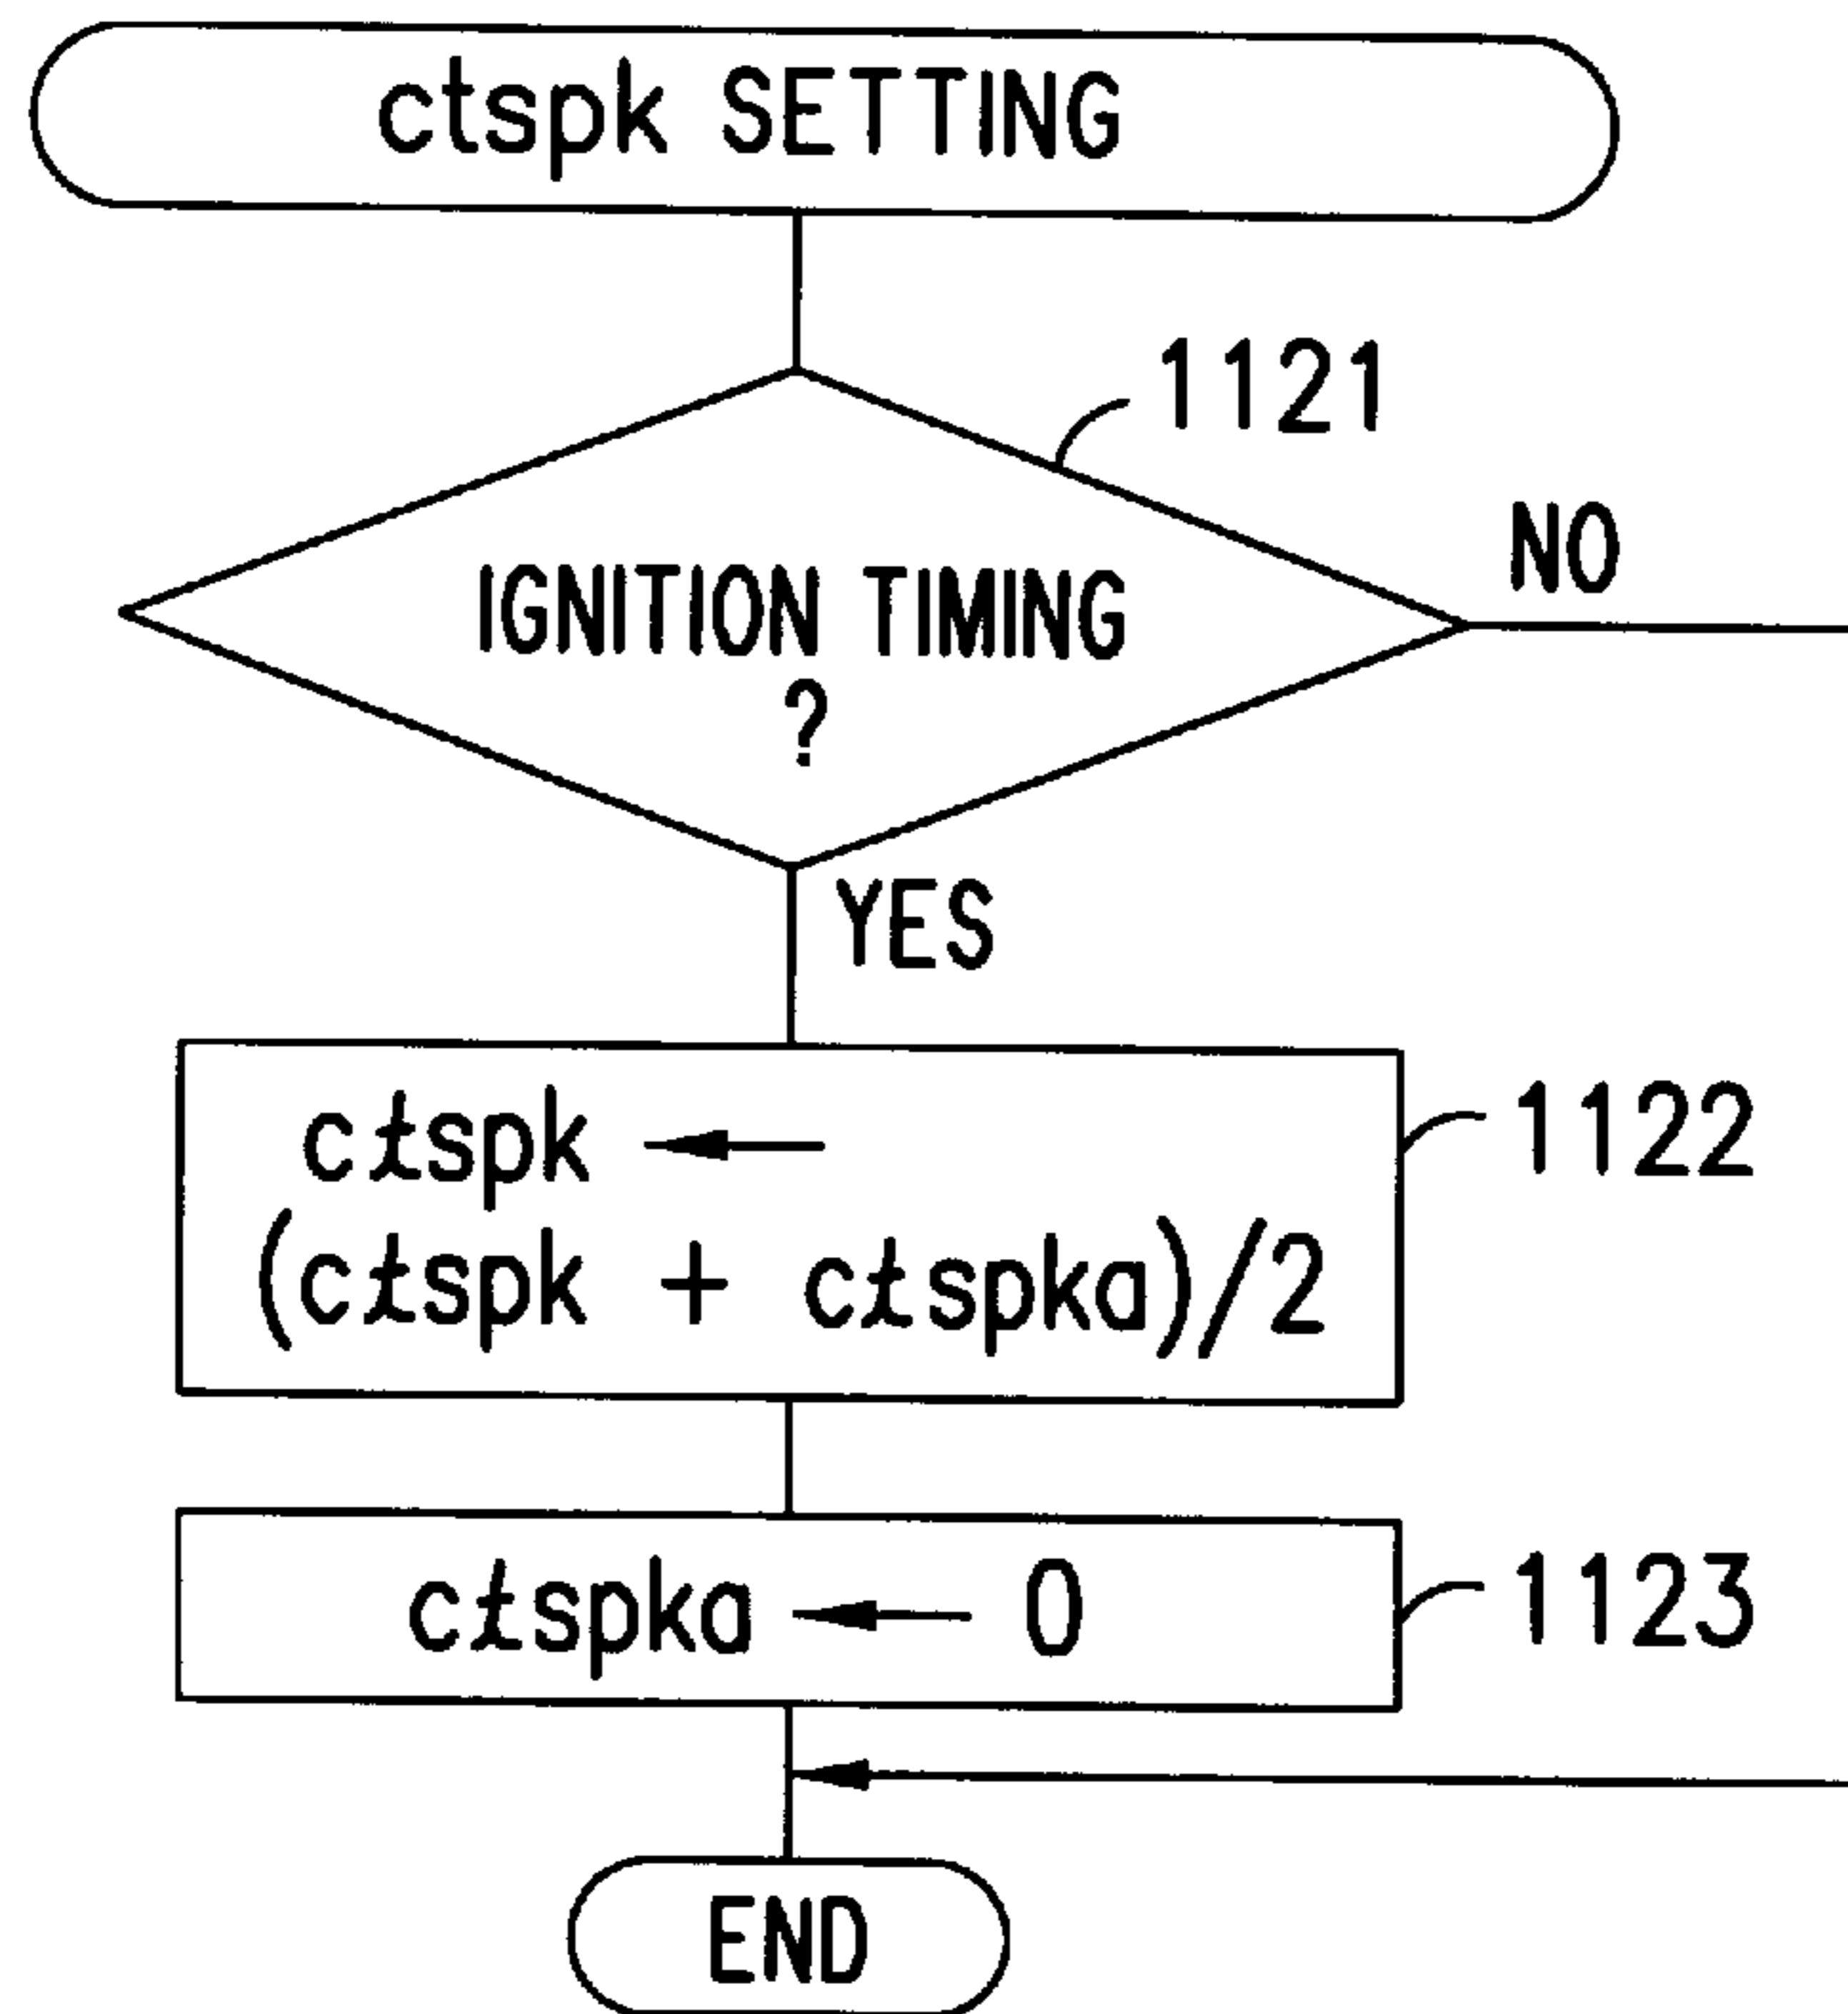 ctspk SETTING
1121
NO
IGNITION TIMING
?
YES
ctspk ←
(ctspk + ctspka)/2
1122
ctspka ← 0
1123
END